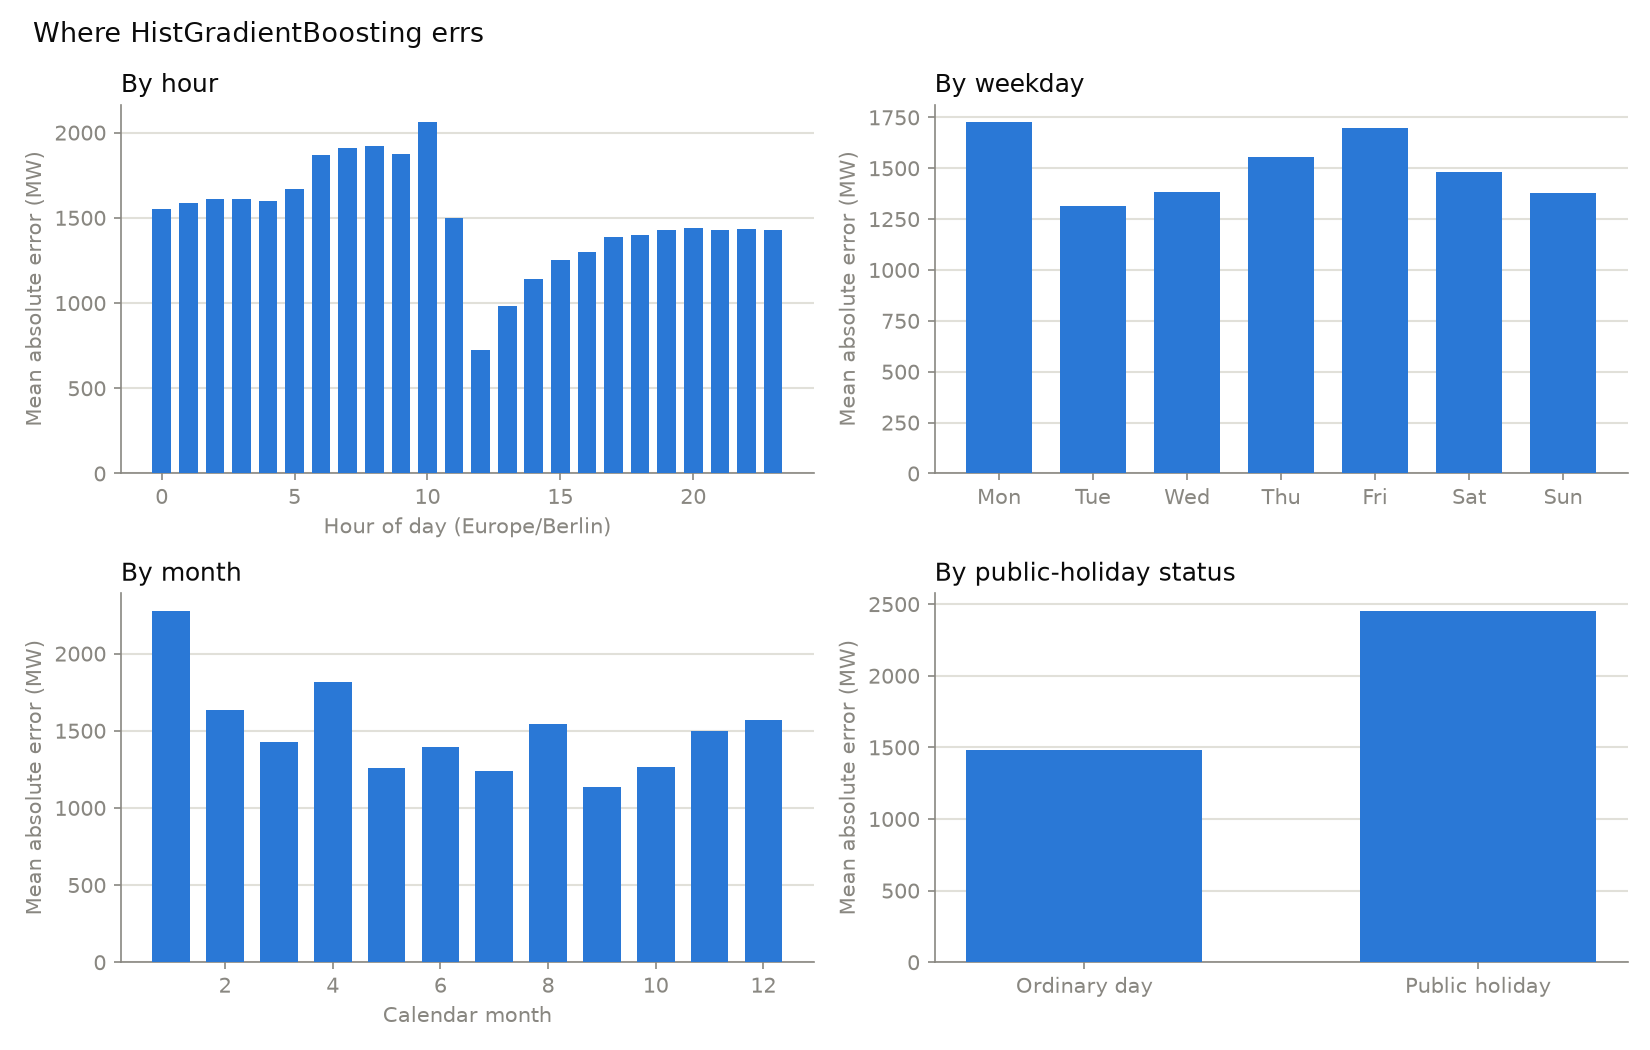 Where HistGradientBoosting errs
By hour
Mean absolute error (MW)
2000
1500
1000
500
0
0 5 10 15 20
Hour of day (Europe/Berlin)
By weekday
Mean absolute error (MW)
1750
1500
1250
1000
750
500
250
0
Mon Tue Wed Thu Fri Sat Sun
By month
Mean absolute error (MW)
2000
1500
1000
500
0
2 4 6 8 10 12
Calendar month
By public-holiday status
Mean absolute error (MW)
2500
2000
1500
1000
500
0
Ordinary day Public holiday